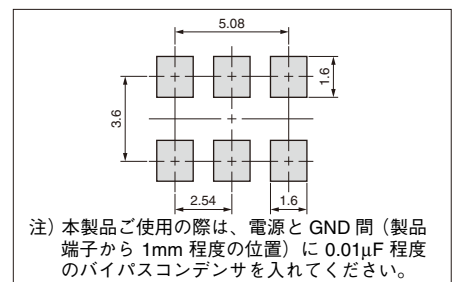 5.08
1.6
3.6
2.54
1.6
注) 本製品ご使用の際は、電源と GND 間（製品
端子から 1mm 程度の位置）に 0.01μF 程度
のバイパスコンデンサを入れてください。